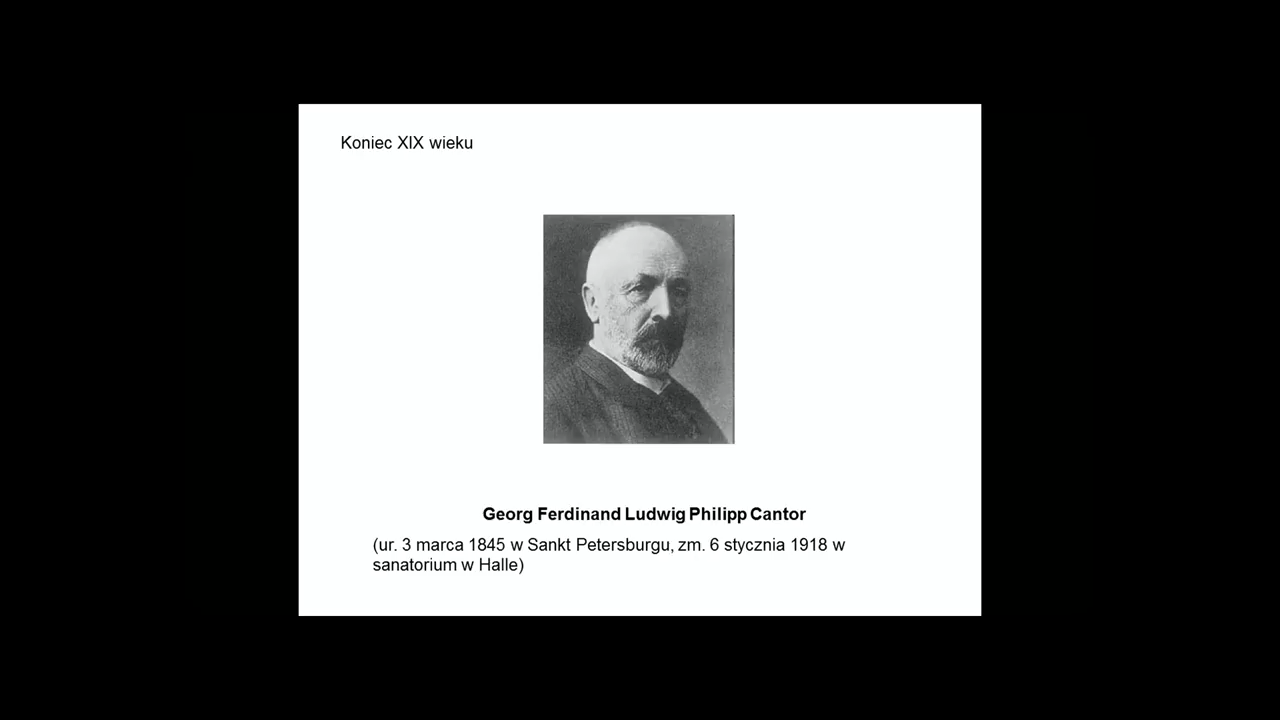 Koniec XIX wieku
Georg Ferdinand Ludwig Philipp Cantor
(ur. 3 marca 1845 w Sankt Petersburgu, zm. 6 stycznia 1918 w
sanatorium w Halle)